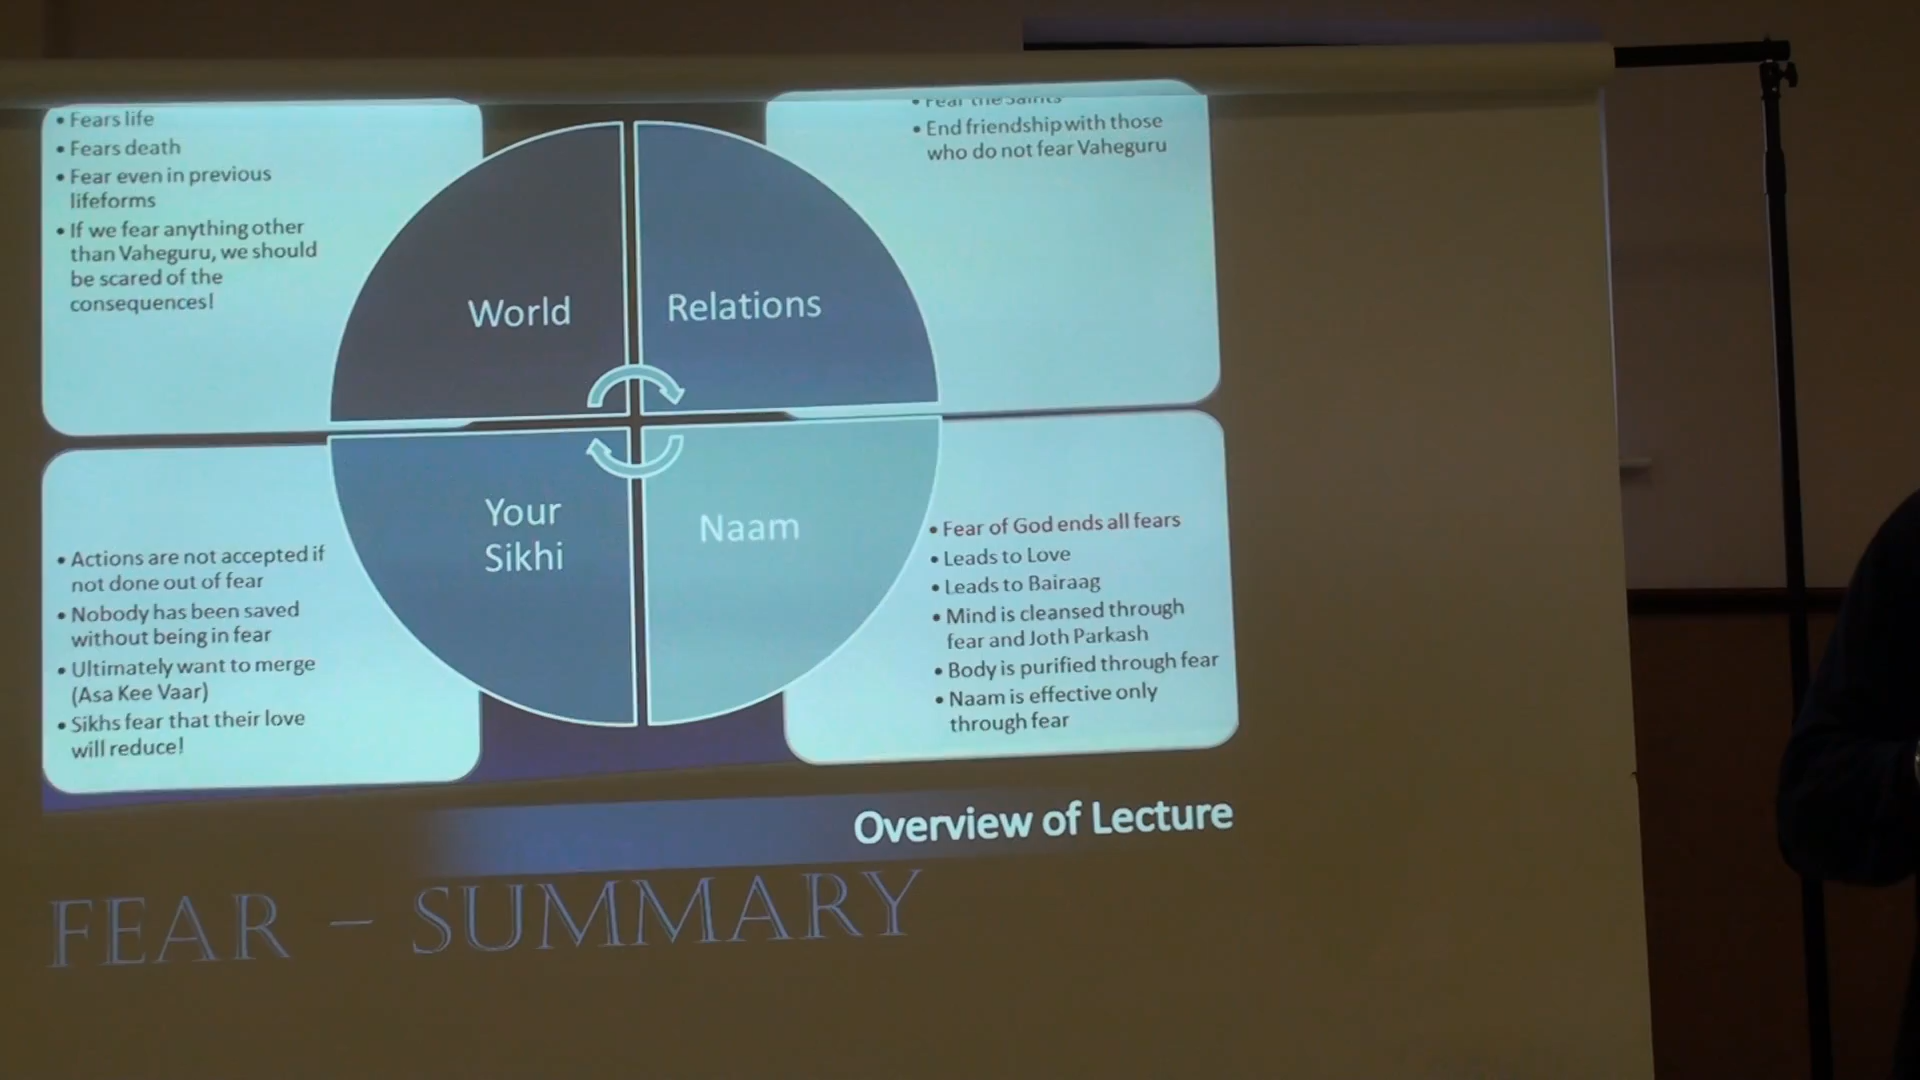 • Fears life
• Fears death
• Fear even in previous
lifeforms
• If we fear anything other
than Vaheguru, we should
be scared of the
consequences!
• Fear the Saints
• End friendship with those
who do not fear Vaheguru
World
Relations
Your
Sikhi
Naam
• Actions are not accepted if
not done out of fear
• Nobody has been saved
without being in fear
• Ultimately want to merge
(Asa Kee Vaar)
• Sikhs fear that their love
will reduce!
• Fear of God ends all fears
• Leads to Love
• Leads to Bairaag
• Mind is cleansed through
fear and Joth Parkash
• Body is purified through fear
• Naam is effective only
through fear
Overview of Lecture
FEAR – SUMMARY